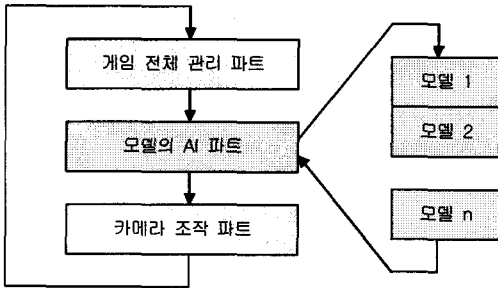 게임 전체 관리 파트
모델의 AI 파트
카메라 조작 파트
모델 1
모델 2
모델 n